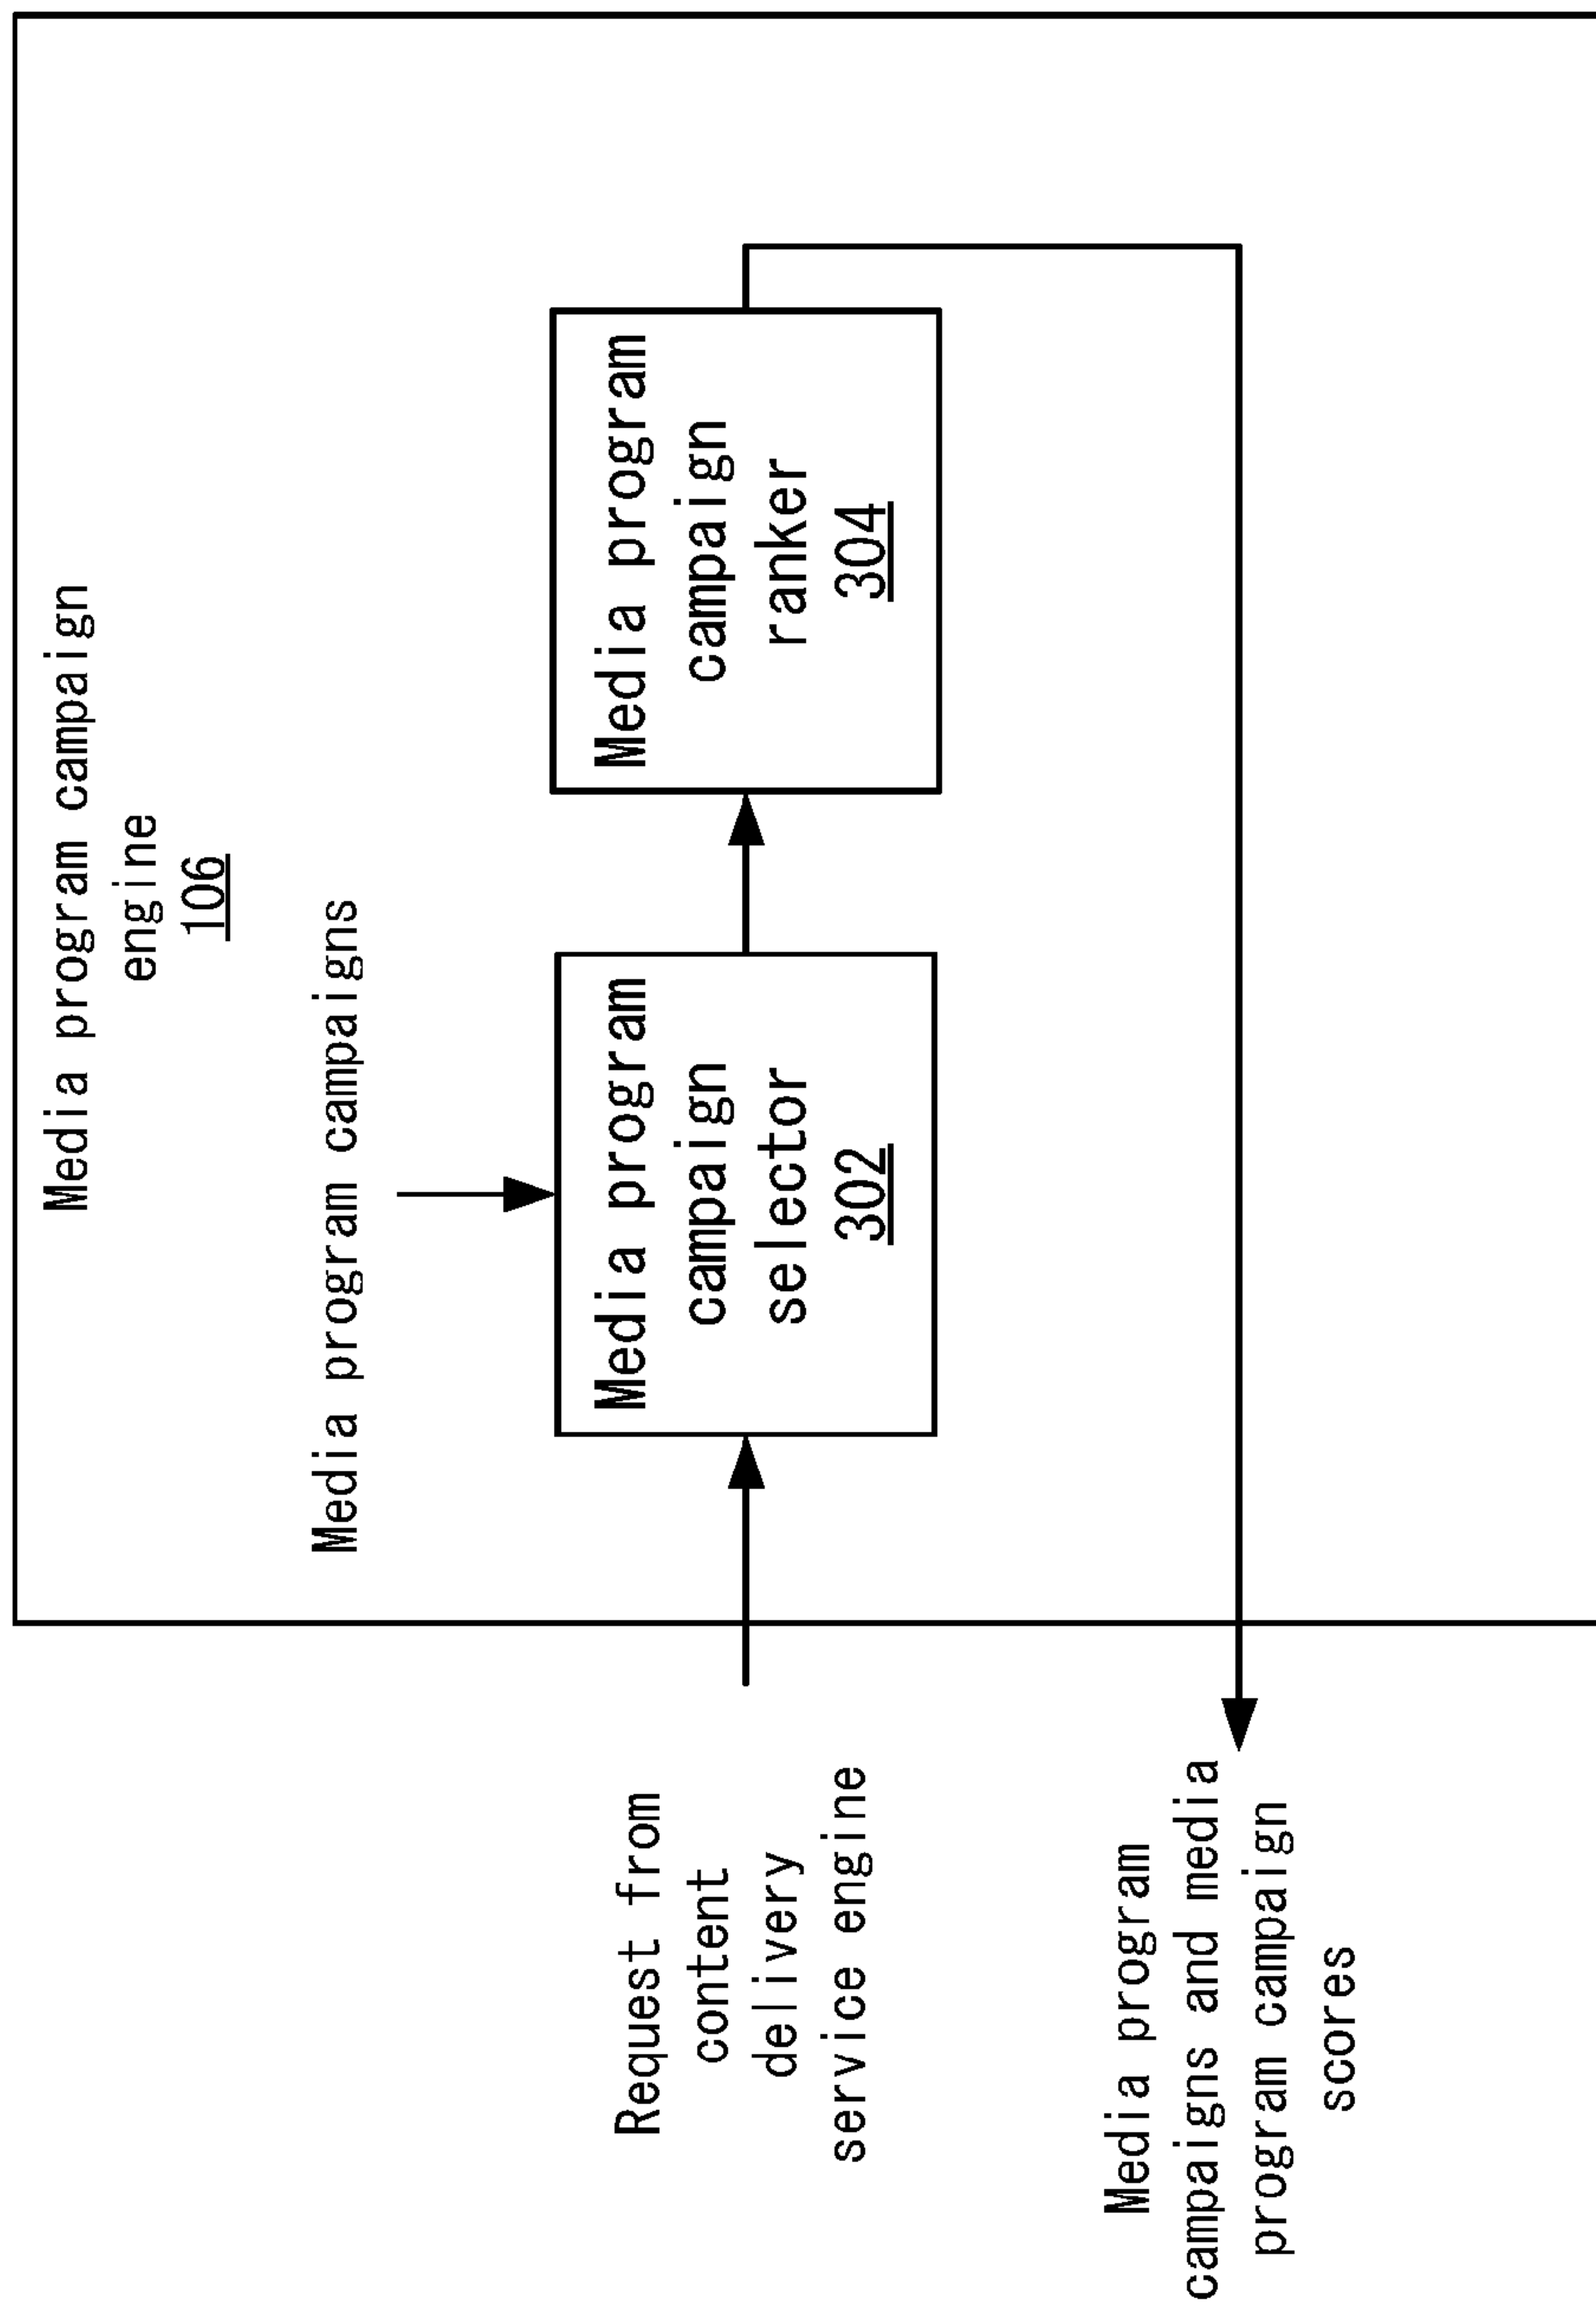 Media program campaign
engine
106
Media program campaigns
Request from
content
delivery
service engine
Media program
campaign
selector
302
Media program
campaign
ranker
304
Media program
campaigns and media
program campaign
scores